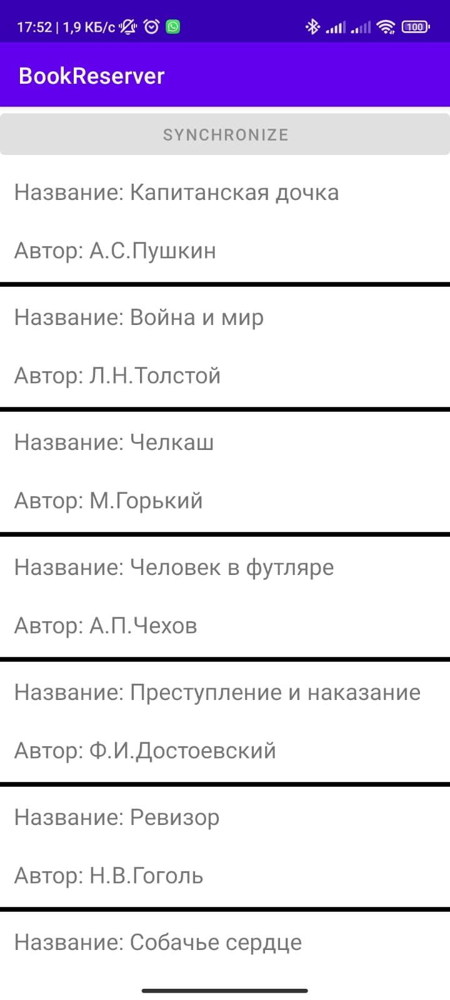 17:52 | 1,9 КБ/с 100
BookReserver
SYNCHRONIZE
Название: Капитанская дочка
Автор: А.С.Пушкин
Название: Война и мир
Автор: Л.Н.Толстой
Название: Челкаш
Автор: М.Горький
Название: Человек в футляре
Автор: А.П.Чехов
Название: Преступление и наказание
Автор: Ф.И.Достоевский
Название: Ревизор
Автор: Н.В.Гоголь
Название: Собачье сердце